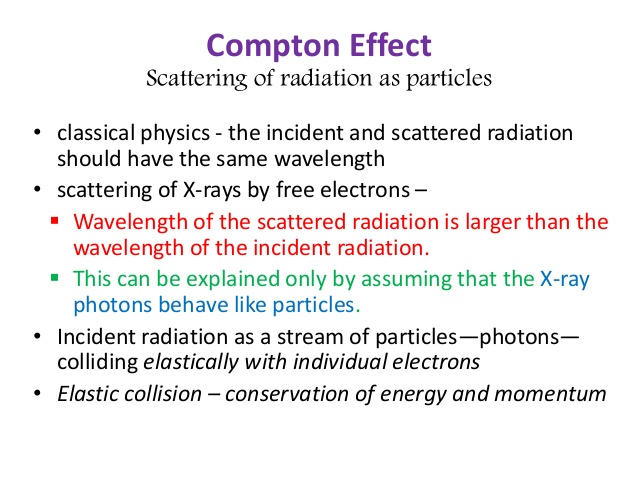 Compton Effect
Scattering of radiation as particles
• classical physics - the incident and scattered radiation
should have the same wavelength
• scattering of X-rays by free electrons –
▪ Wavelength of the scattered radiation is larger than the
wavelength of the incident radiation.
▪ This can be explained only by assuming that the X-ray
photons behave like particles.
• Incident radiation as a stream of particles—photons—
colliding elastically with individual electrons
• Elastic collision – conservation of energy and momentum